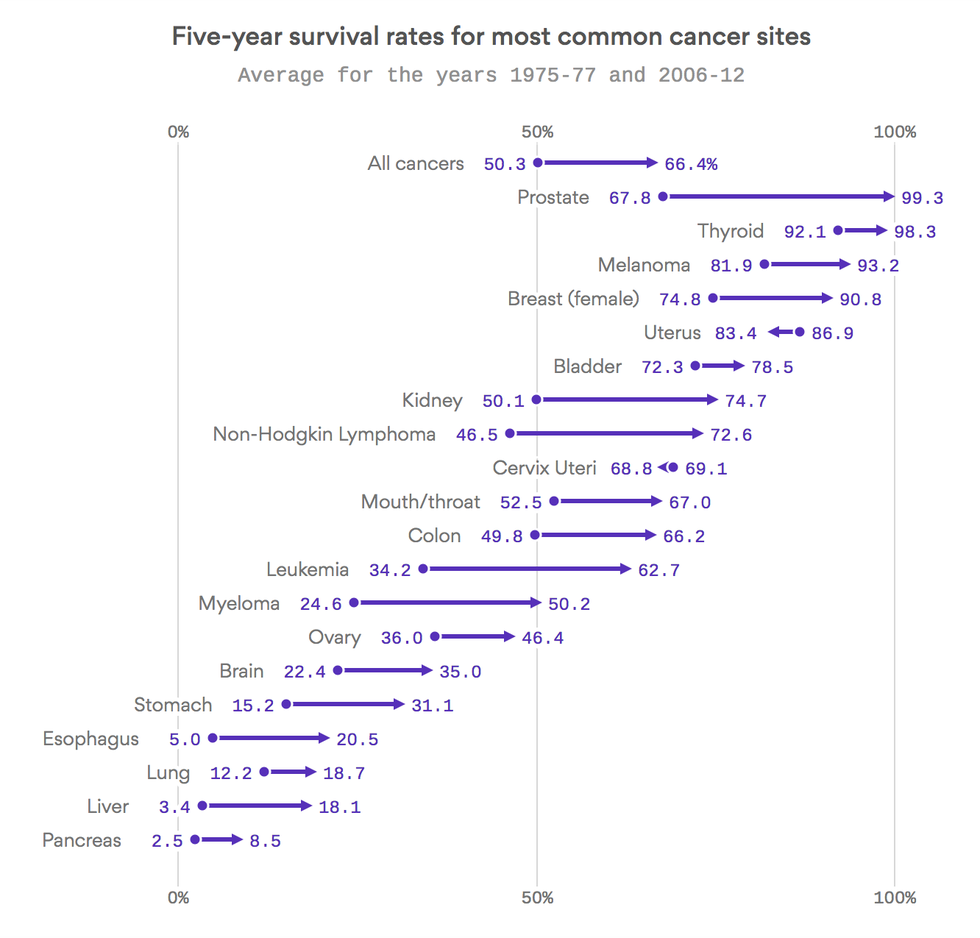 Five-year survival rates for most common cancer sites
Average for the years 1975-77 and 2006-12
0% 50% 100%
All cancers 50.3 66.4%
Prostate 67.8 99.3
Thyroid 92.1 98.3
Melanoma 81.9 93.2
Breast (female) 74.8 90.8
Uterus 83.4 86.9
Bladder 72.3 78.5
Kidney 50.1 74.7
Non-Hodgkin Lymphoma 46.5 72.6
Cervix Uteri 68.8 69.1
Mouth/throat 52.5 67.0
Colon 49.8 66.2
Leukemia 34.2 62.7
Myeloma 24.6 50.2
Ovary 36.0 46.4
Brain 22.4 35.0
Stomach 15.2 31.1
Esophagus 5.0 20.5
Lung 12.2 18.7
Liver 3.4 18.1
Pancreas 2.5 8.5
0% 50% 100%